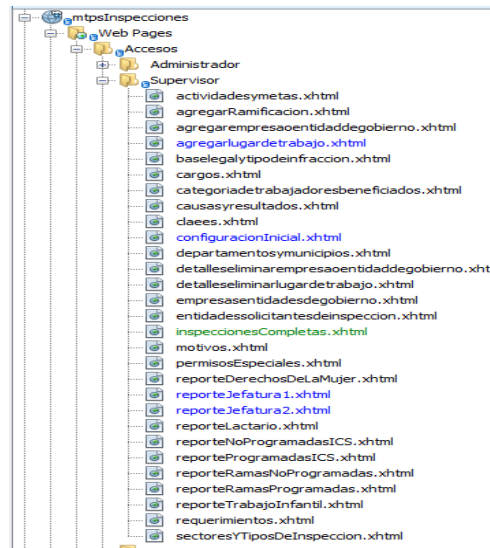 mtpsInspecciones
Web Pages
Accesos
Administrador
Supervisor
actividadesymetas.xhtml
agregarRamificacion.xhtml
agregarempresaoentidaddegobierno.xhtml
agregarlugardetrabajo.xhtml
baselegalytipodeinfraccion.xhtml
cargos.xhtml
categoriadetrabajadoresbeneficiados.xhtml
causasyresultados.xhtml
claees.xhtml
configuracionInicial.xhtml
departamentosymunicipios.xhtml
detalleseliminarempresaoentidaddegobierno.xht
detalleseliminarlugardetrabajo.xhtml
empresasentidadesdegobierno.xhtml
entidadessolicitantesdeinspeccion.xhtml
inspeccionesCompletas.xhtml
motivos.xhtml
permisosEspeciales.xhtml
reporteDerechosDeLaMujer.xhtml
reporteJefatura1.xhtml
reporteJefatura2.xhtml
reporteLactario.xhtml
reporteNoProgramadasICS.xhtml
reporteProgramadasICS.xhtml
reporteRamasNoProgramadas.xhtml
reporteRamasProgramadas.xhtml
reporteTrabajoInfantil.xhtml
requerimientos.xhtml
sectoresYTiposDeInspeccion.xhtml